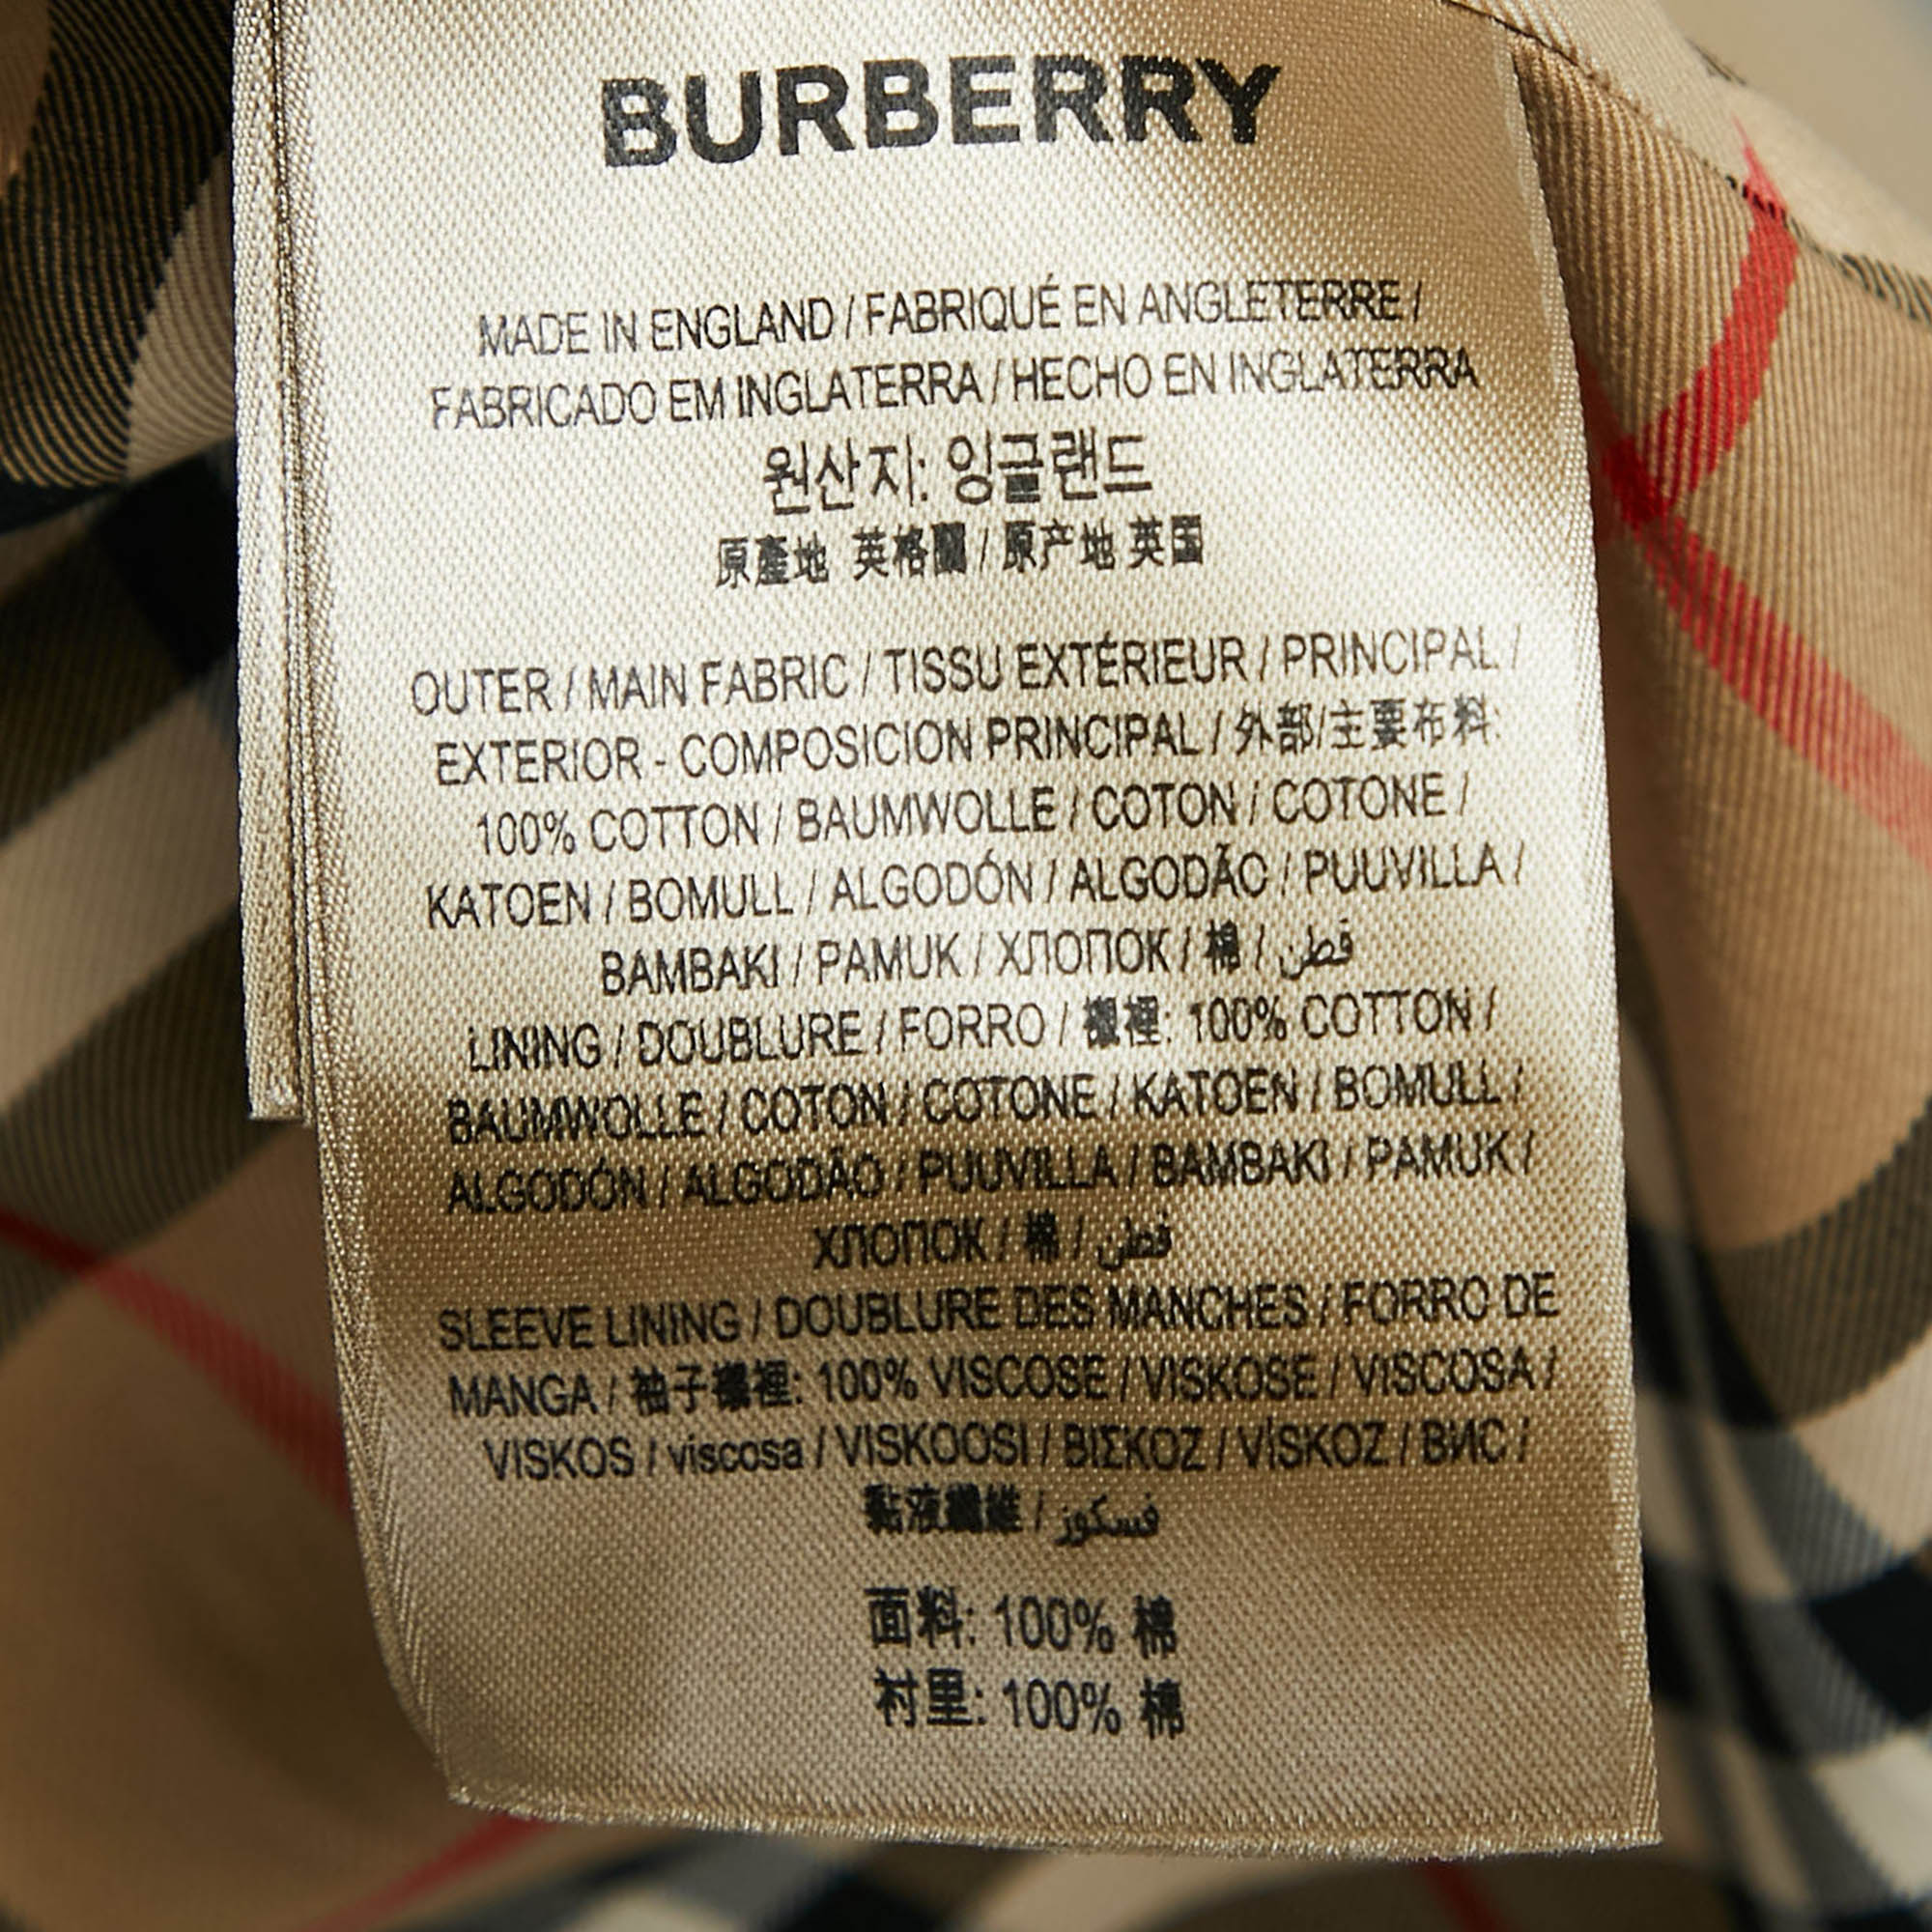 BURBERRY
MADE IN ENGLAND / FABRIQUÉ EN ANGLETERRE /
FABRICADO EM INGLATERRA / HECHO EN INGLATERRA
원산지: 잉글랜드
原產地 英格蘭 / 原产地 英国
OUTER / MAIN FABRIC / TISSU EXTÉRIEUR / PRINCIPAL /
EXTERIOR - COMPOSICION PRINCIPAL / 外部/主要布料:
100% COTTON / BAUMWOLLE / COTON / COTONE /
KATOEN / BOMULL / ALGODÓN / ALGODÃO / PUUVILLA /
BAMBAKI / PAMUK / ХЛОПОК / 棉 / قطن
LINING / DOUBLURE / FORRO / 襯裡: 100% COTTON /
BAUMWOLLE / COTON / COTONE / KATOEN / BOMULL /
ALGODÓN / ALGODÃO / PUUVILLA / BAMBAKI / PAMUK /
ХЛОПОК / 棉 / قطن
SLEEVE LINING / DOUBLURE DES MANCHES / FORRO DE
MANGA / 袖子襯裡: 100% VISCOSE / VISKOSE / VISCOSA /
VISKOS / viscosa / VISKOOSI / ΒΙΣΚΟΖ / VİSKOZ / ВИС /
黏液纖維 / فسكوز
面料: 100% 棉
衬里: 100% 棉